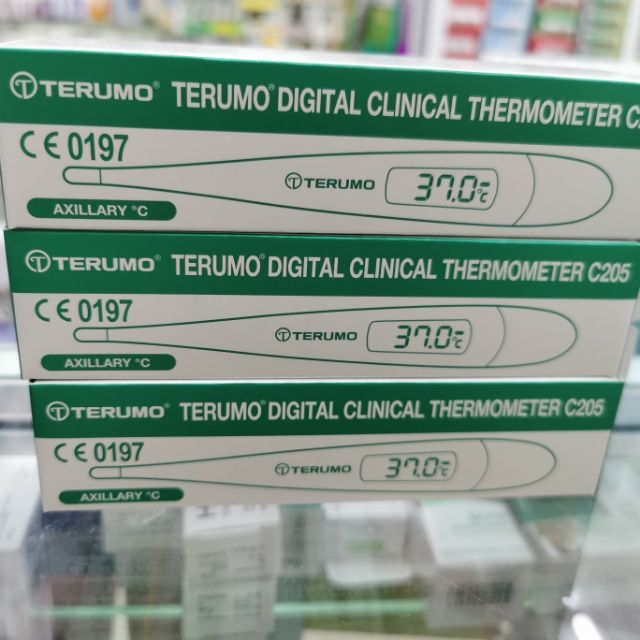 TERUMO® TERUMO® DIGITAL CLINICAL THERMOMETER C
CE 0197
TERUMO 37.0 °C
AXILLARY °C
TERUMO® TERUMO® DIGITAL CLINICAL THERMOMETER C205
CE 0197
TERUMO 37.0 °C
AXILLARY °C
TERUMO® TERUMO® DIGITAL CLINICAL THERMOMETER C205
CE 0197
TERUMO 37.0 °C
AXILLARY °C